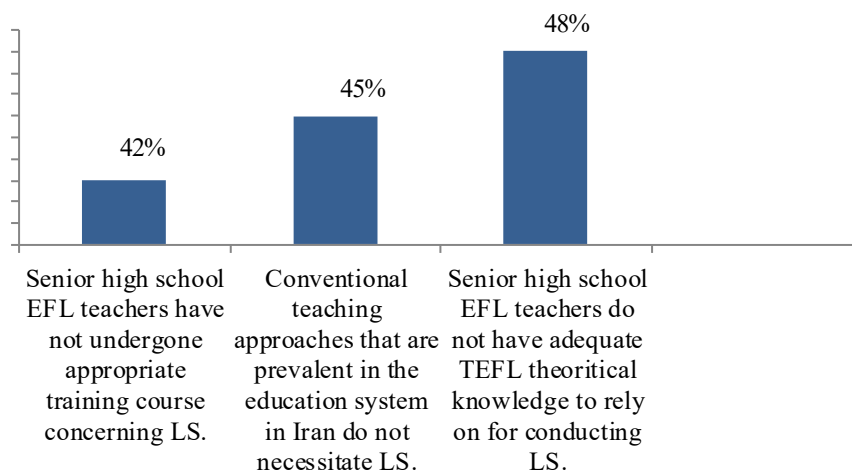 42%
45%
48%
Senior high school
EFL teachers have
not undergone
appropriate
training course
concerning LS.
Conventional
teaching
approaches that are
prevalent in the
education system
in Iran do not
necessitate LS.
Senior high school
EFL teachers do
not have adequate
TEFL theoritical
knowledge to rely
on for conducting
LS.